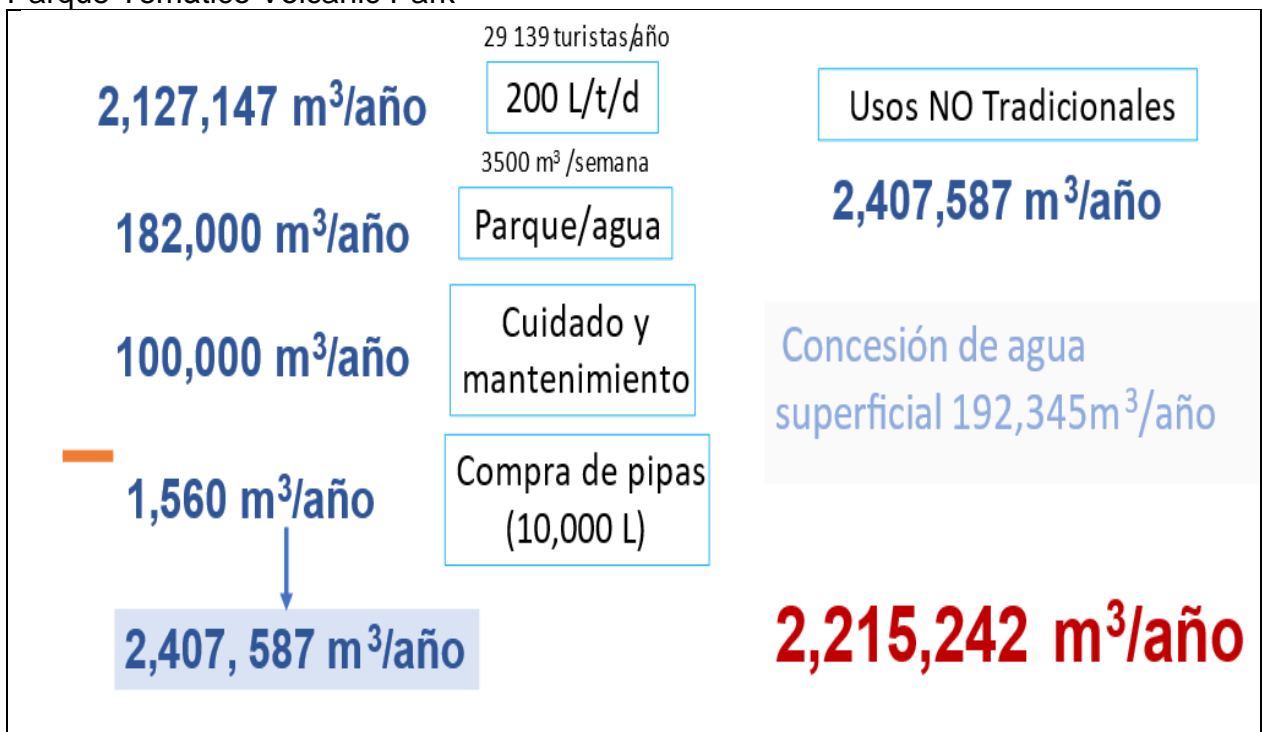 Parque Temático Volcanic Park
29 139 turistas/año
2,127,147 m³/año
200 L/t/d
3500 m³ /semana
182,000 m³/año
Parque/agua
100,000 m³/año
Cuidado y
mantenimiento
1,560 m³/año
Compra de pipas
(10,000 L)
2,407, 587 m³/año
Usos NO Tradicionales
2,407,587 m³/año
Concesión de agua
superficial 192,345m³/año
2,215,242 m³/año